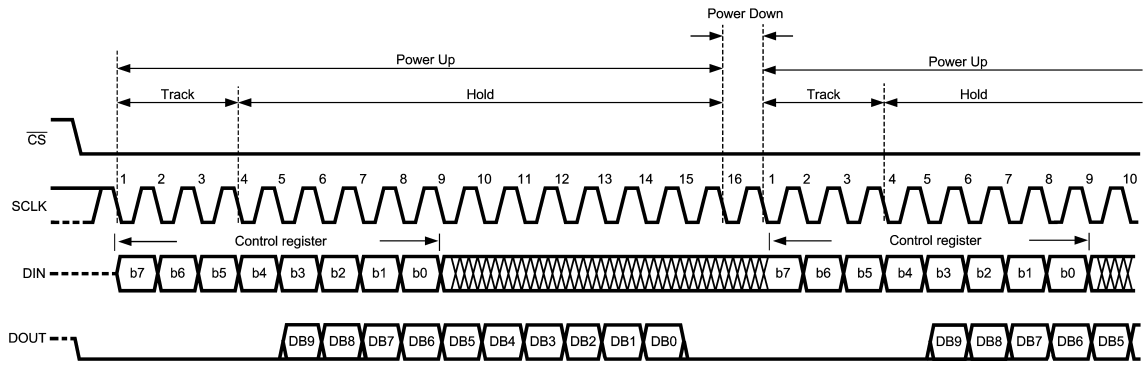 Power Down
Power Up Power Up
Track Hold Track Hold
CS
1 2 3 4 5 6 7 8 9 10 11 12 13 14 15 16 1 2 3 4 5 6 7 8 9 10
SCLK
Control register Control register
DIN b7 b6 b5 b4 b3 b2 b1 b0 b7 b6 b5 b4 b3 b2 b1 b0
DOUT DB9 DB8 DB7 DB6 DB5 DB4 DB3 DB2 DB1 DB0 DB9 DB8 DB7 DB6 DB5